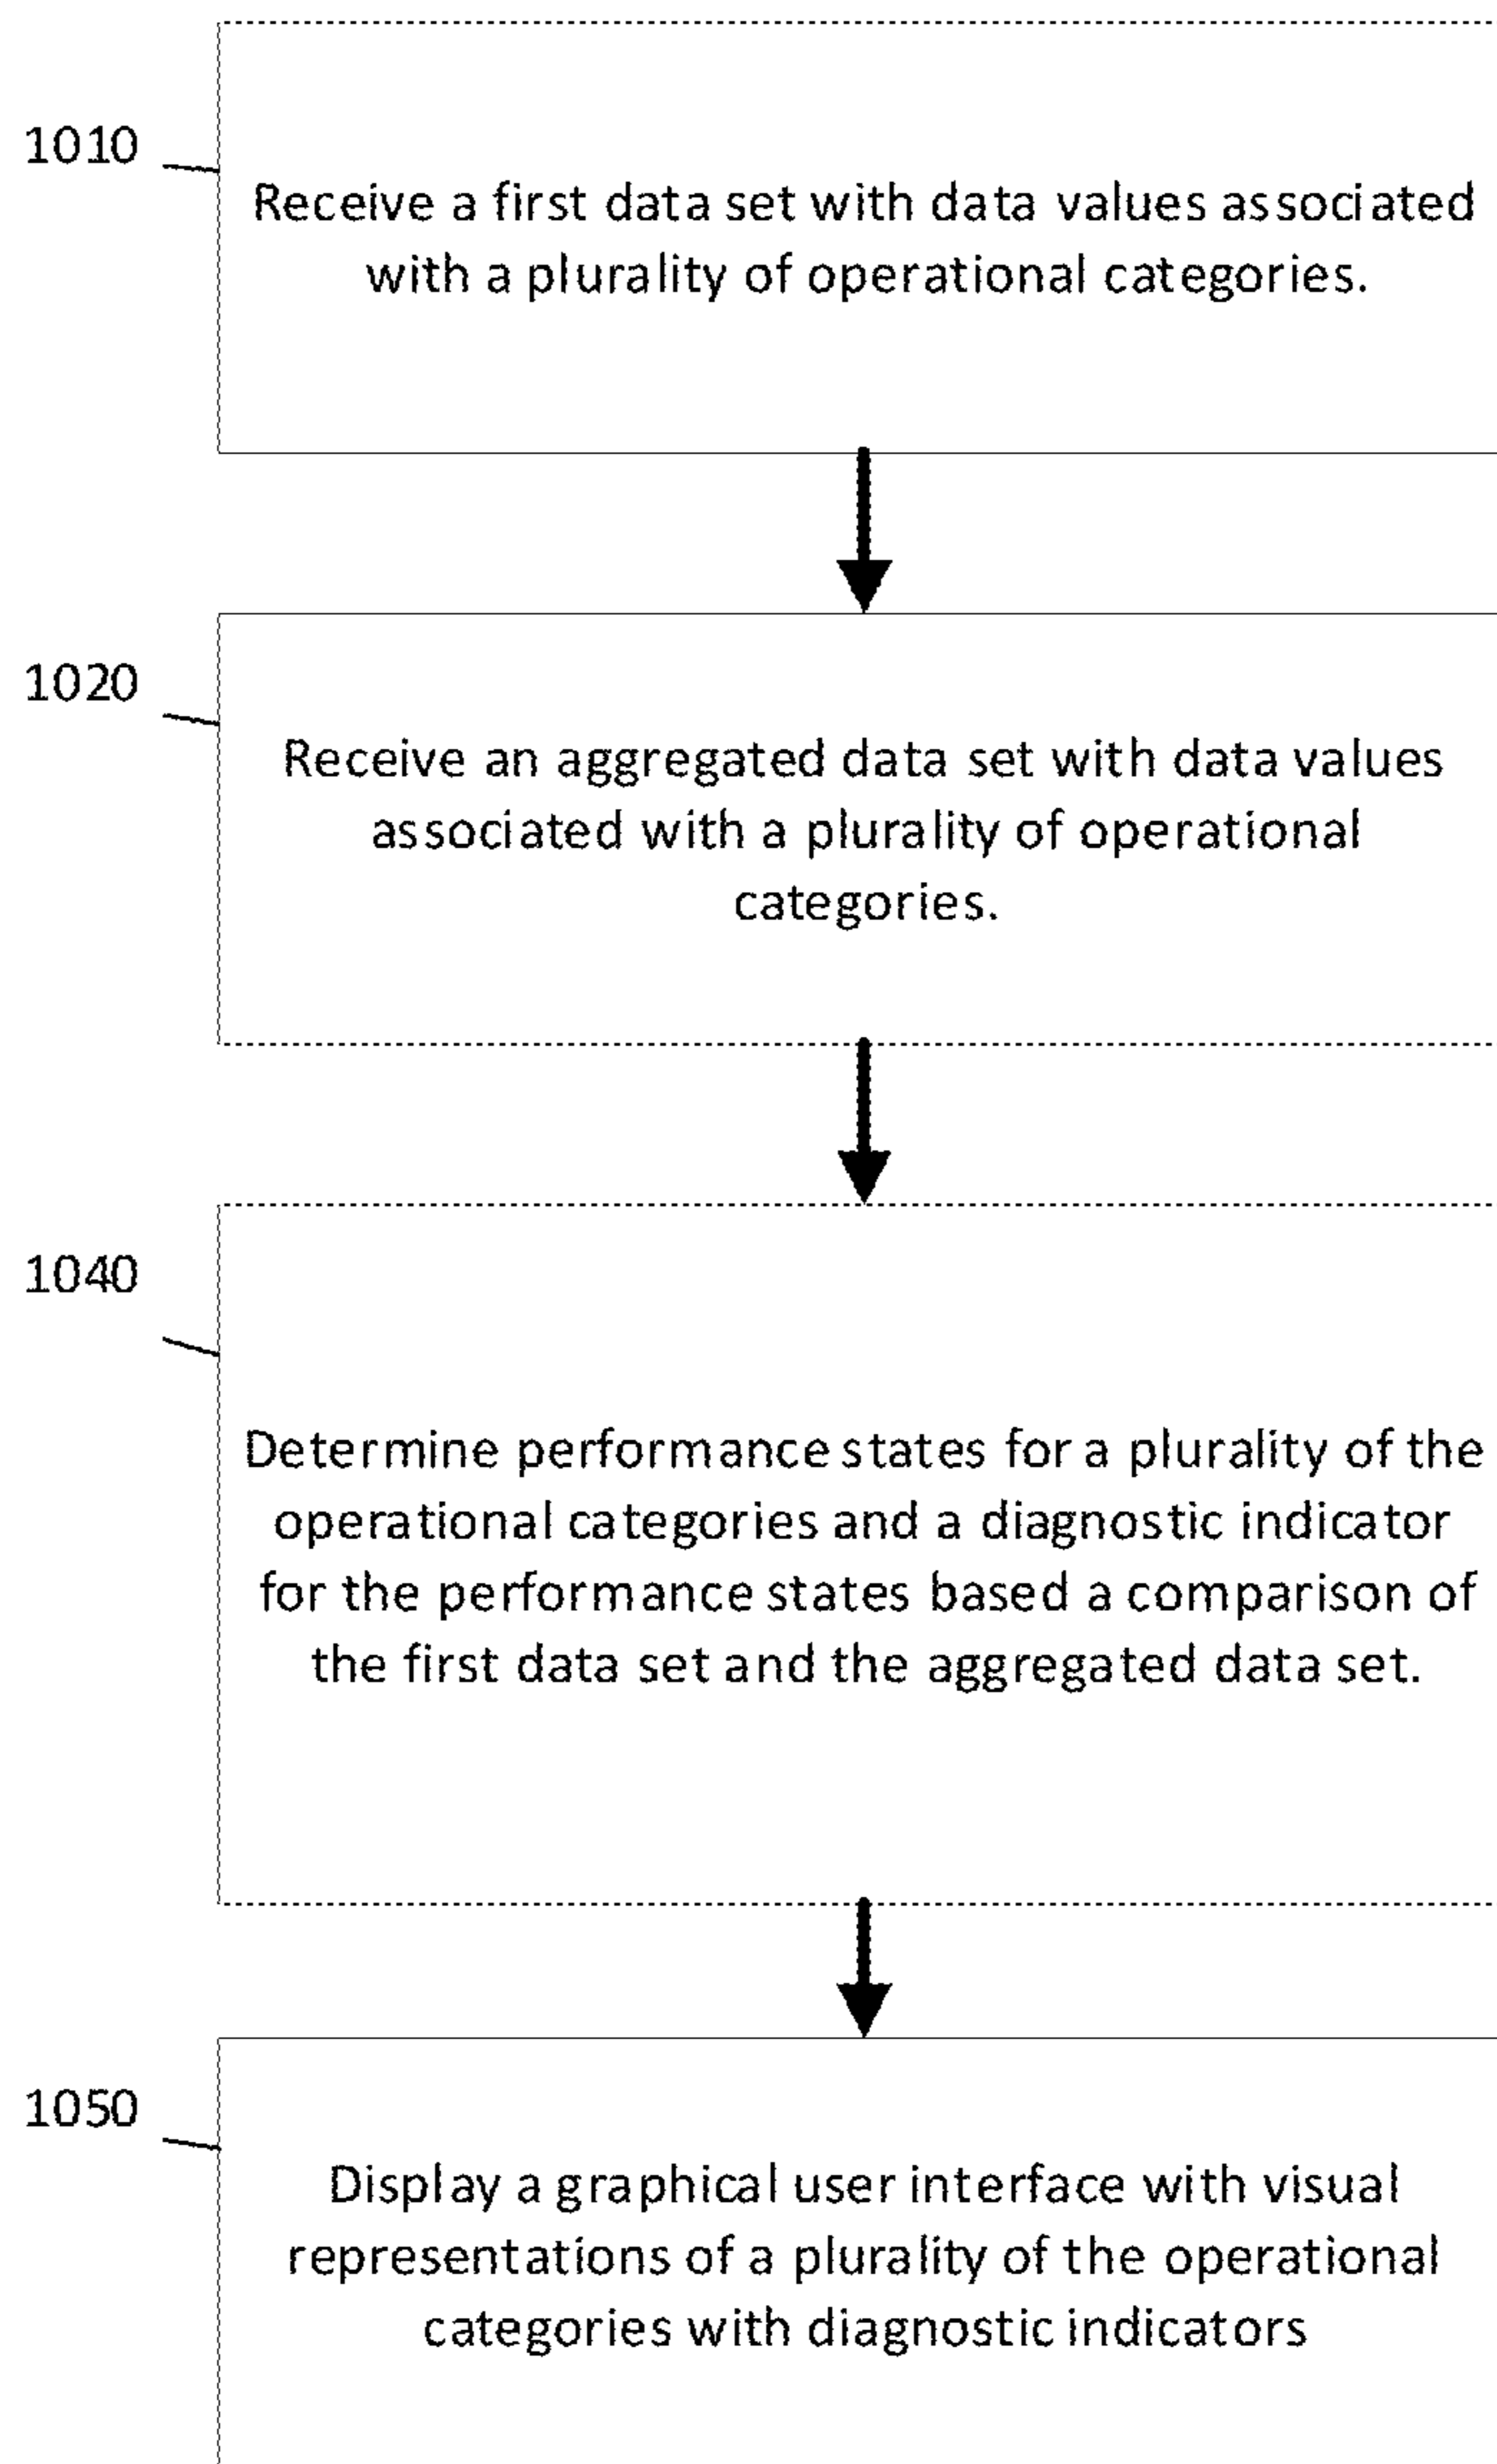 1010
Receive a first data set with data values associated
with a plurality of operational categories.
1020
Receive an aggregated data set with data values
associated with a plurality of operational
categories.
1040
Determine performance states for a plurality of the
operational categories and a diagnostic indicator
for the performance states based a comparison of
the first data set and the aggregated data set.
1050
Display a graphical user interface with visual
representations of a plurality of the operational
categories with diagnostic indicators